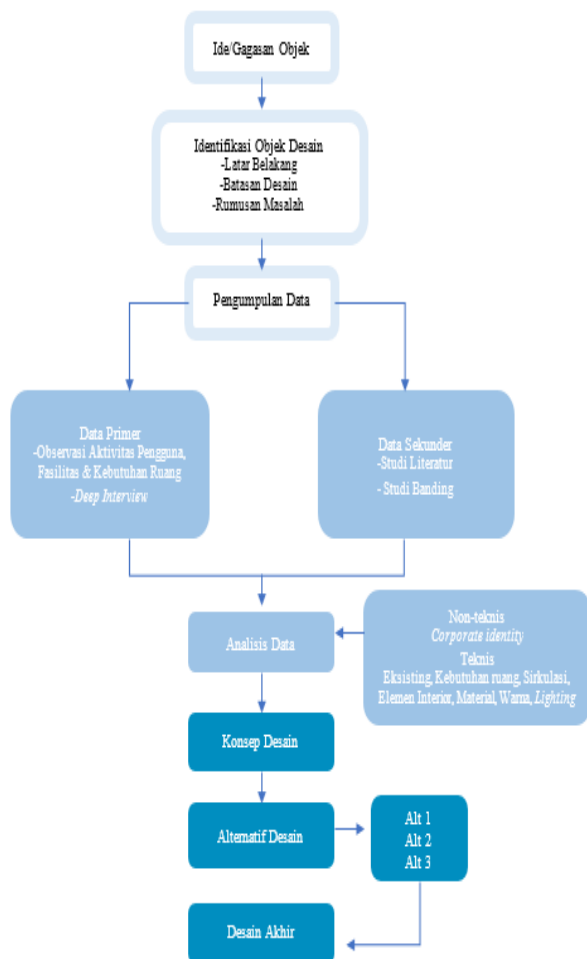 Ide/Gagasan Objek
Identifikasi Objek Desain
-Latar Belakang
-Batasan Desain
-Rumusan Masalah
Pengumpulan Data
Data Primer
-Observasi Aktivitas Pengguna,
Fasilitas & Kebutuhan Ruang
-Deep Interview
Data Sekunder
-Studi Literatur
- Studi Banding
Analisis Data
Non-teknis
Corporate identity
Teknis
Eksisting, Kebutuhan ruang, Sirkulasi,
Elemen Interior, Material, Warna, Lighting
Konsep Desain
Alternatif Desain
Alt 1
Alt 2
Alt 3
Desain Akhir